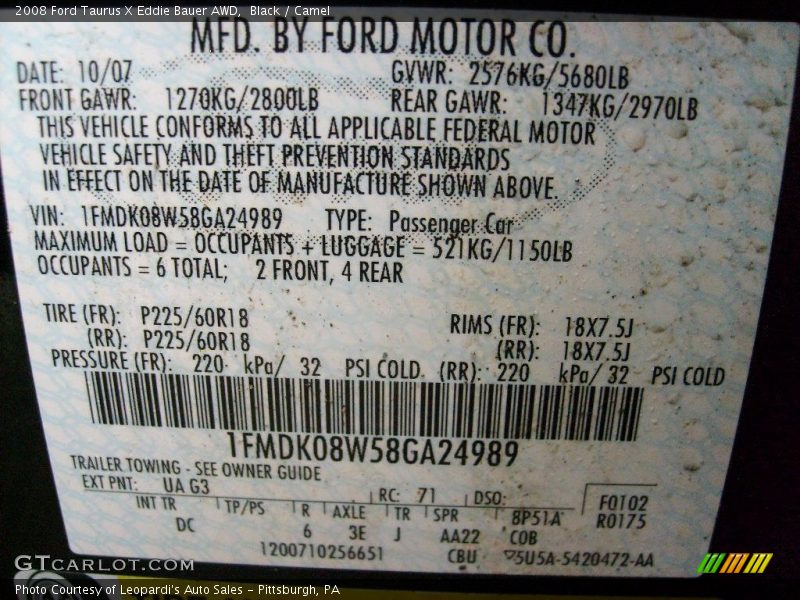 2008 Ford Taurus X Eddie Bauer AWD, Black / Camel
MFD. BY FORD MOTOR CO.
DATE: 10/07 GVWR: 2576KG/5680LB
FRONT GAWR: 1270KG/2800LB REAR GAWR: 1347KG/2970LB
THIS VEHICLE CONFORMS TO ALL APPLICABLE FEDERAL MOTOR
VEHICLE SAFETY AND THEFT PREVENTION STANDARDS
IN EFFECT ON THE DATE OF MANUFACTURE SHOWN ABOVE.
VIN: 1FMDK08W58GA24989 TYPE: Passenger Car
MAXIMUM LOAD = OCCUPANTS + LUGGAGE = 521KG/1150LB
OCCUPANTS = 6 TOTAL; 2 FRONT, 4 REAR
TIRE (FR): P225/60R18 RIMS (FR): 18X7.5J
(RR): P225/60R18 (RR): 18X7.5J
PRESSURE (FR): 220 kPa/ 32 PSI COLD (RR): 220 kPa/ 32 PSI COLD
1FMDK08W58GA24989
TRAILER TOWING - SEE OWNER GUIDE
EXT PNT: UA G3 RC: 71 DSO: F0102
INT TR TP/PS R AXLE TR SPR 8P51A R0175
DC 6 3E J AA22 C0B
1200710256651 CBU 5U5A-5420472-AA
GTCARLOT.COM
Photo Courtesy of Leopardi's Auto Sales - Pittsburgh, PA